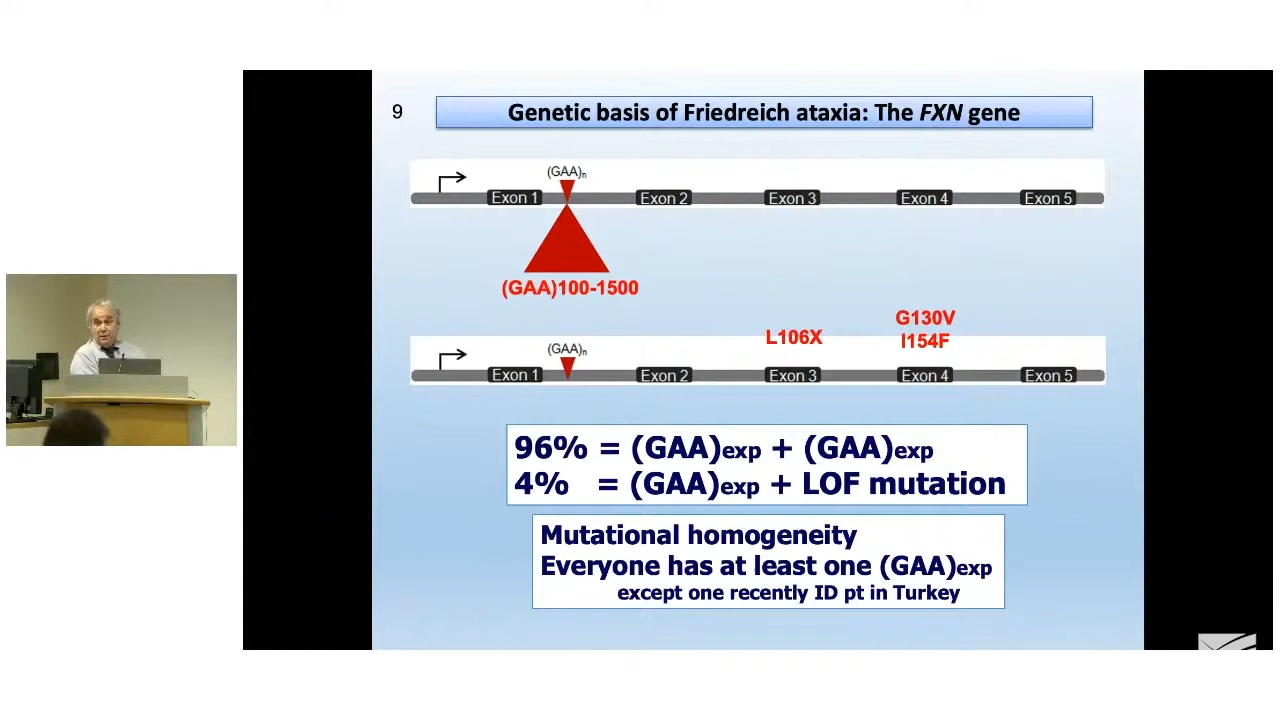 9
Genetic basis of Friedreich ataxia: The FXN gene
(GAA)n
Exon 1 Exon 2 Exon 3 Exon 4 Exon 5
(GAA)100-1500
G130V
L106X I154F
(GAA)n
Exon 1 Exon 2 Exon 3 Exon 4 Exon 5
96% = (GAA)exp + (GAA)exp
4% = (GAA)exp + LOF mutation
Mutational homogeneity
Everyone has at least one (GAA)exp
except one recently ID pt in Turkey